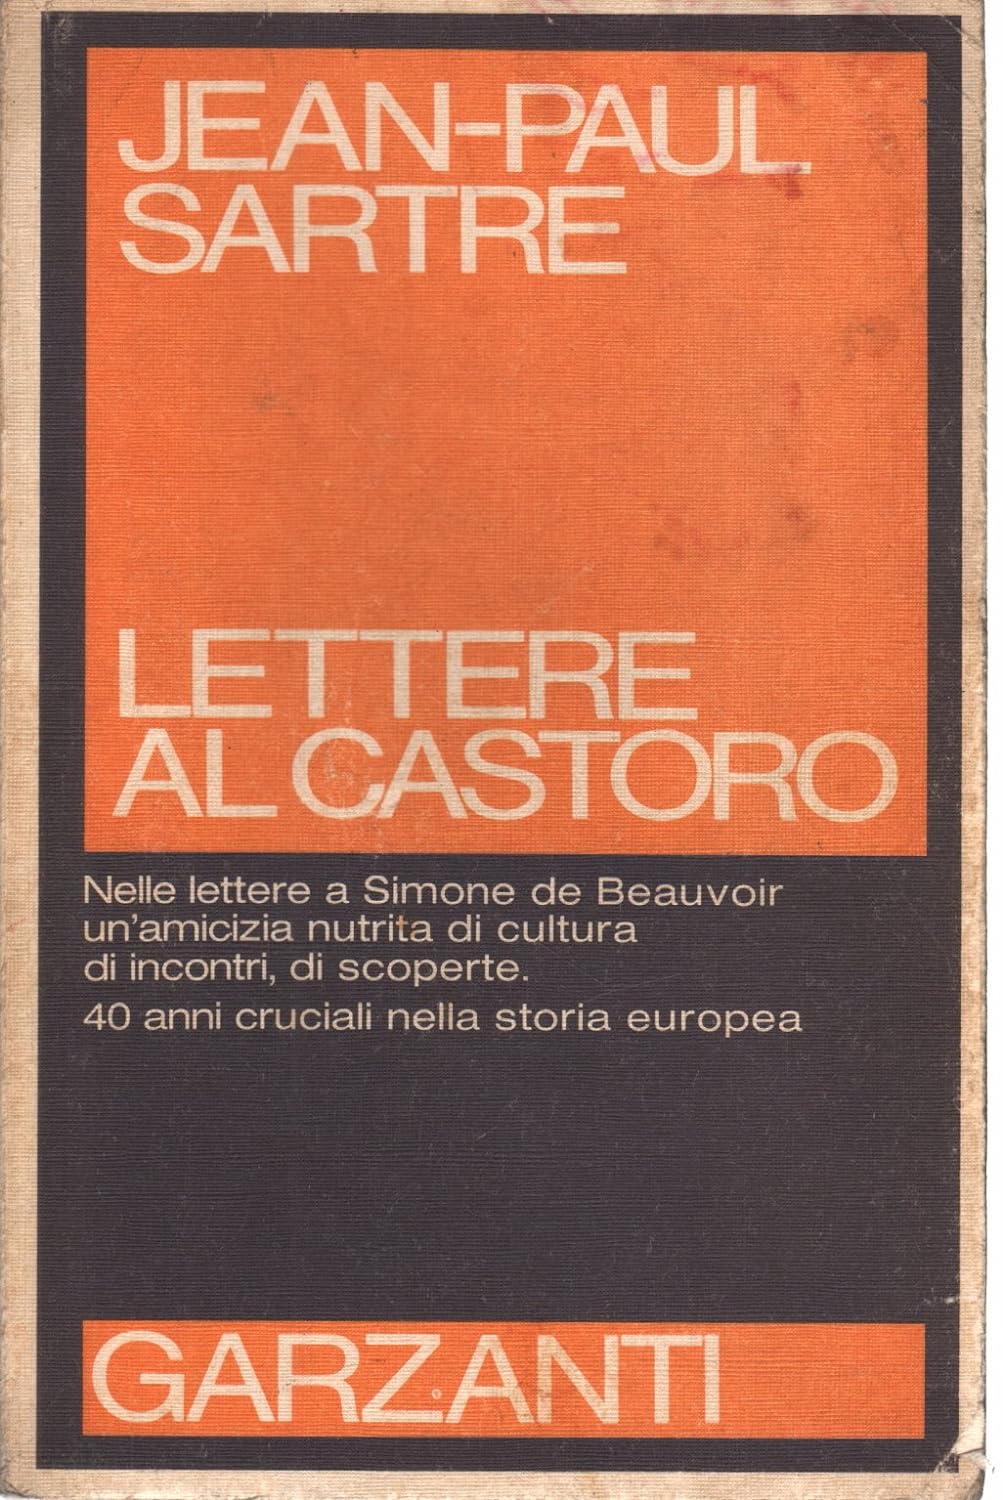 JEAN-PAUL
SARTRE
LETTERE
AL CASTORO
Nelle lettere a Simone de Beauvoir
un'amicizia nutrita di cultura
di incontri, di scoperte.
40 anni cruciali nella storia europea
GARZANTI